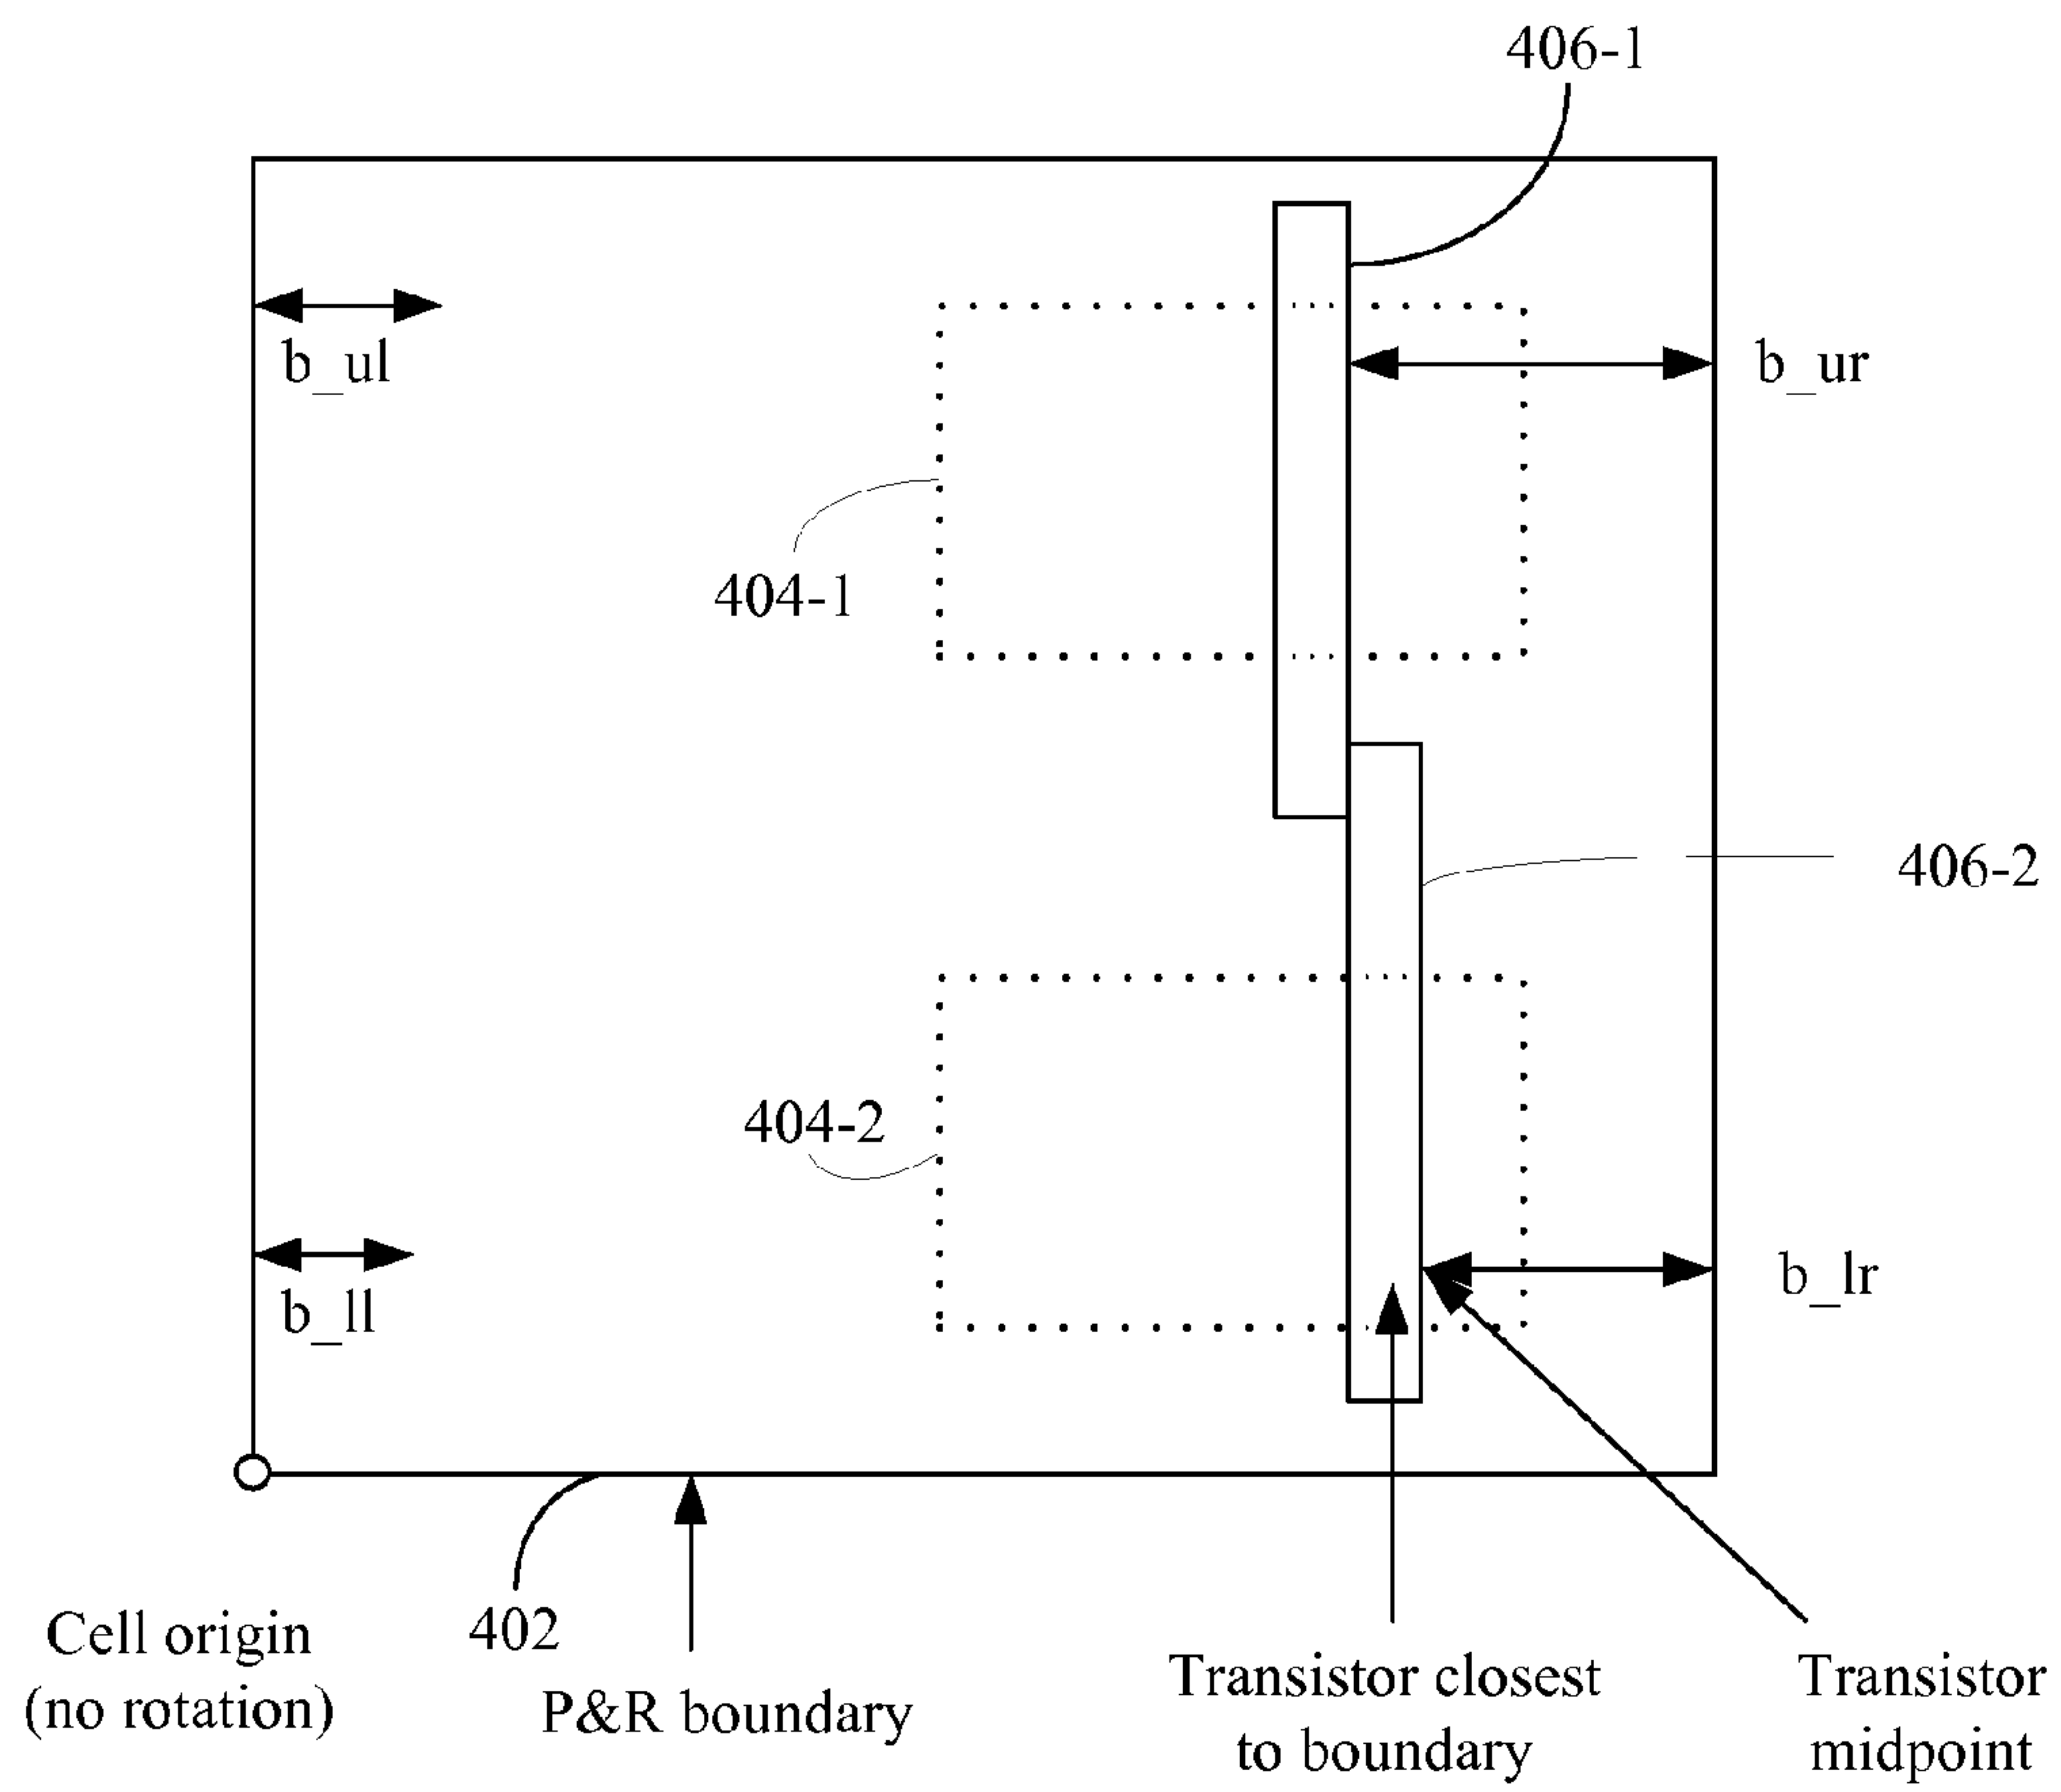 406-1
b_ul
b_ur
404-1
406-2
404-2
b_ll
b_lr
Cell origin
(no rotation)
402
P&R boundary
Transistor closest
to boundary
Transistor
midpoint